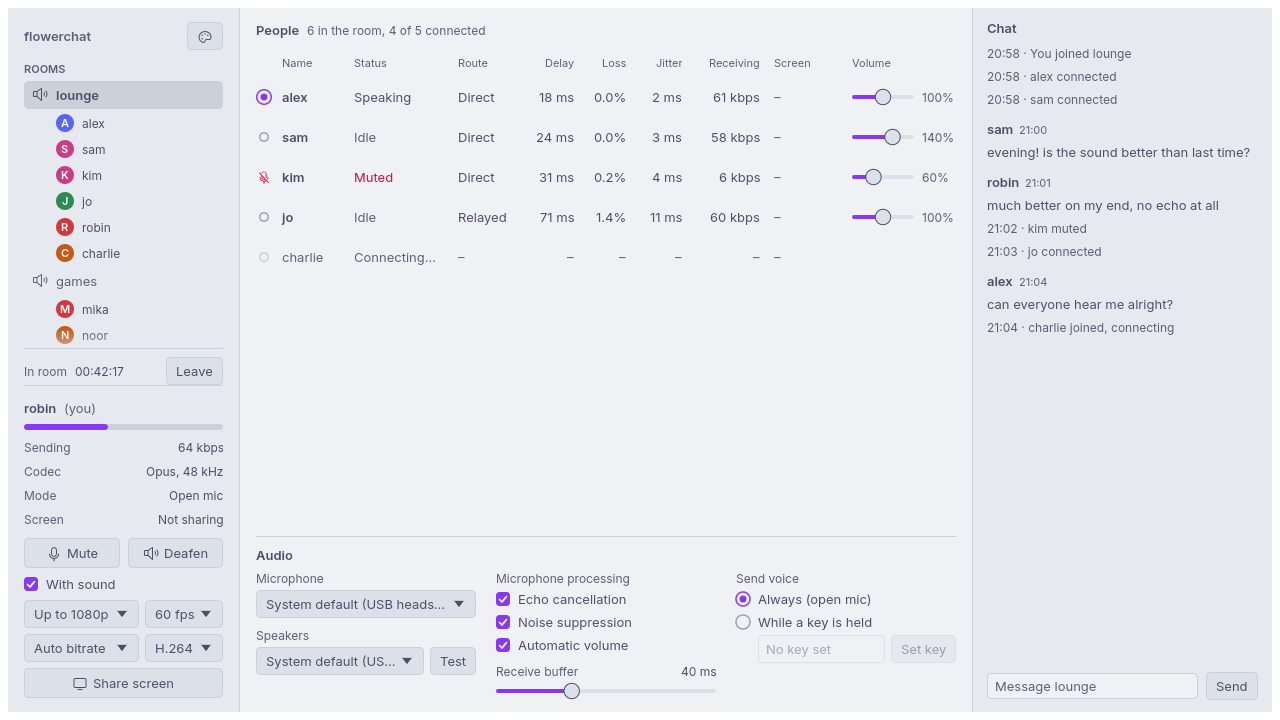 flowerchat
ROOMS
lounge
A alex
S sam
K kim
J jo
R robin
C charlie
games
M mika
N noor
In room 00:42:17 Leave
robin (you)
Sending 64 kbps
Codec Opus, 48 kHz
Mode Open mic
Screen Not sharing
Mute Deafen
With sound
Up to 1080p 60 fps
Auto bitrate H.264
Share screen
People 6 in the room, 4 of 5 connected
Name Status Route Delay Loss Jitter Receiving Screen Volume
alex Speaking Direct 18 ms 0.0% 2 ms 61 kbps – 100%
sam Idle Direct 24 ms 0.0% 3 ms 58 kbps – 140%
kim Muted Direct 31 ms 0.2% 4 ms 6 kbps – 60%
jo Idle Relayed 71 ms 1.4% 11 ms 60 kbps – 100%
charlie Connecting... – – – – – –
Audio
Microphone
System default (USB heads...
Speakers
System default (US... Test
Microphone processing
Echo cancellation
Noise suppression
Automatic volume
Receive buffer 40 ms
Send voice
Always (open mic)
While a key is held
No key set Set key
Chat
20:58 · You joined lounge
20:58 · alex connected
20:58 · sam connected
sam 21:00
evening! is the sound better than last time?
robin 21:01
much better on my end, no echo at all
21:02 · kim muted
21:03 · jo connected
alex 21:04
can everyone hear me alright?
21:04 · charlie joined, connecting
Message lounge Send